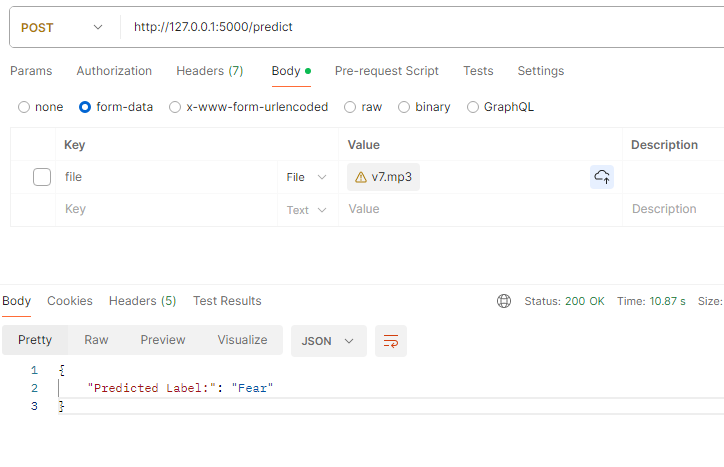 POST http://127.0.0.1:5000/predict
Params Authorization Headers (7) Body Pre-request Script Tests Settings
none form-data x-www-form-urlencoded raw binary GraphQL
Key Value Description
file File v7.mp3
Key Text Value Description
Body Cookies Headers (5) Test Results Status: 200 OK Time: 10.87 s Size:
Pretty Raw Preview Visualize JSON
1 {
2 "Predicted Label:": "Fear"
3 }